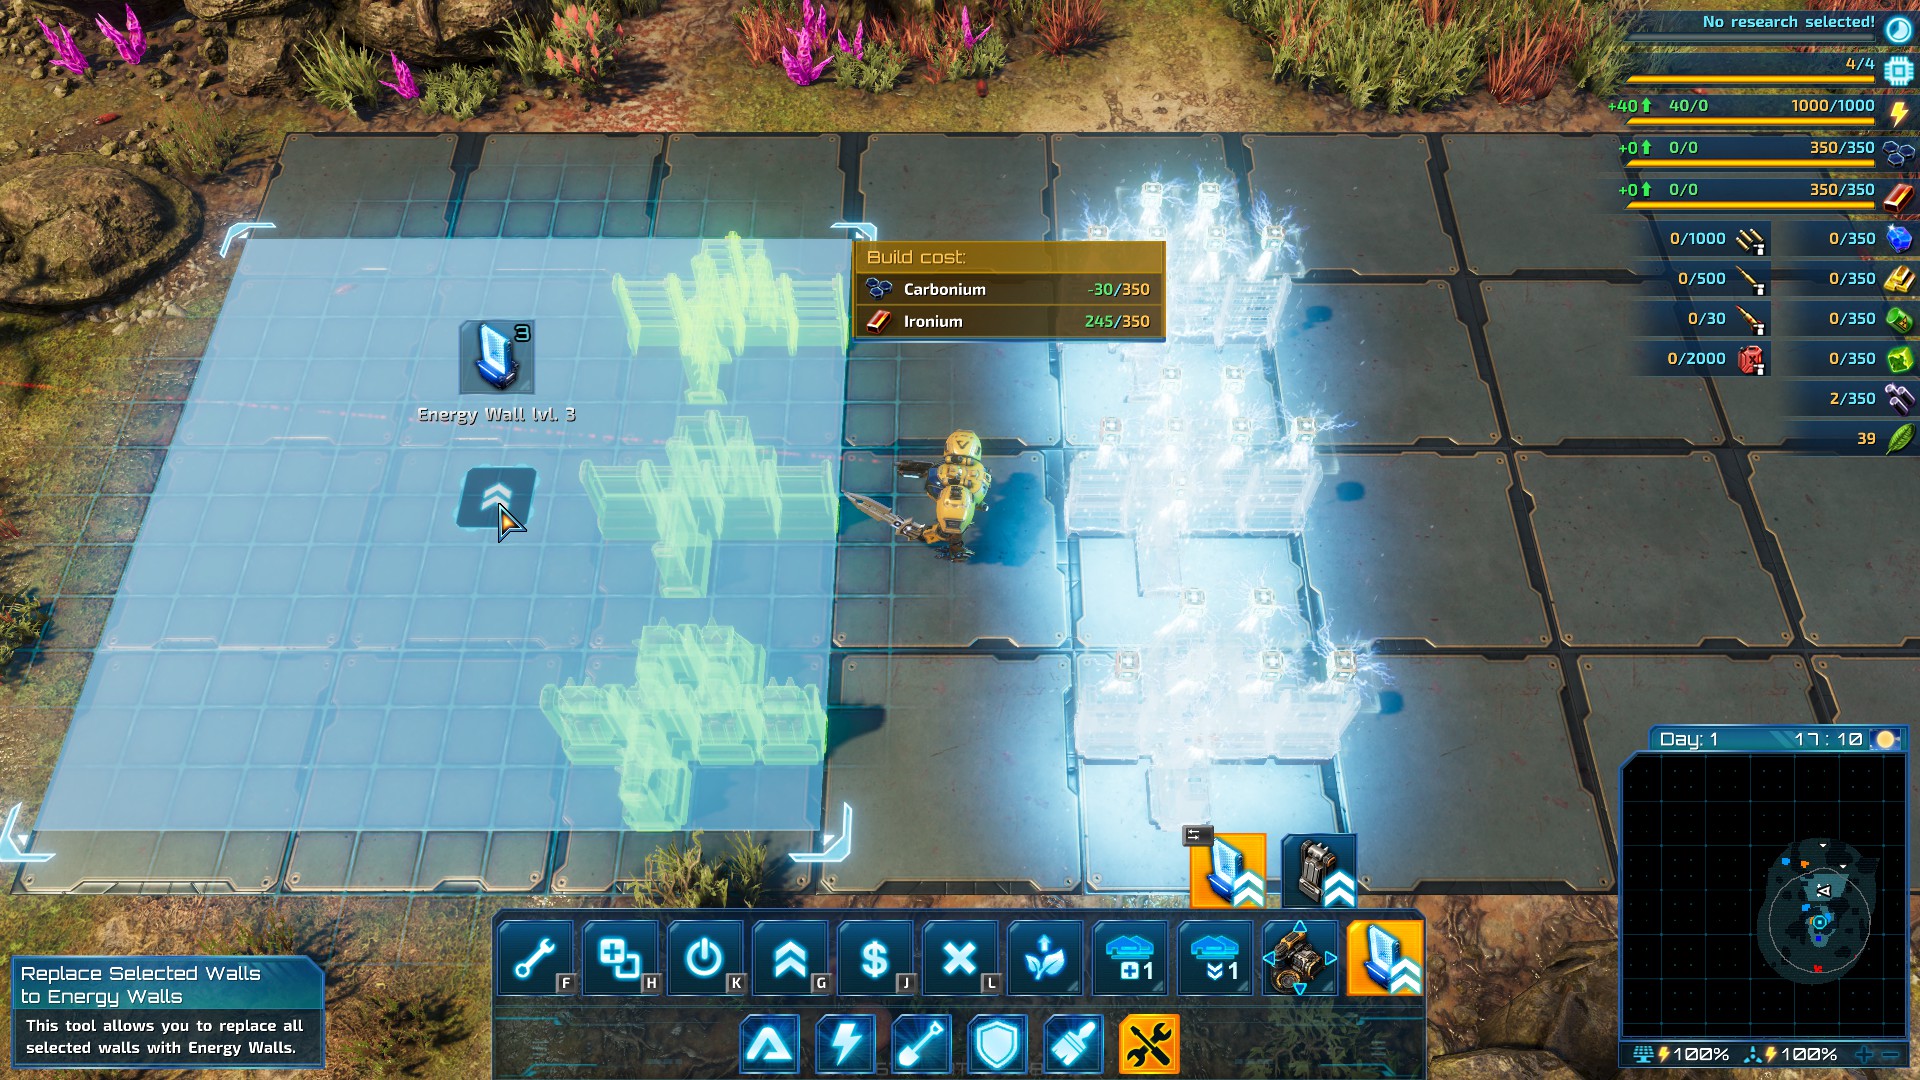 No research selected!
4/4
+40 40/0 1000/1000
+0 0/0 350/350
+0 0/0 350/350
0/1000 0/350
0/500 0/350
0/30 0/350
0/2000 0/350
2/350
39
Build cost:
Carbonium -30/350
Ironium 245/350
3
Energy Wall lvl. 3
Day: 1 17:10
F H K G J L 1 1
Replace Selected Walls
to Energy Walls
This tool allows you to replace all
selected walls with Energy Walls.
100% 100%